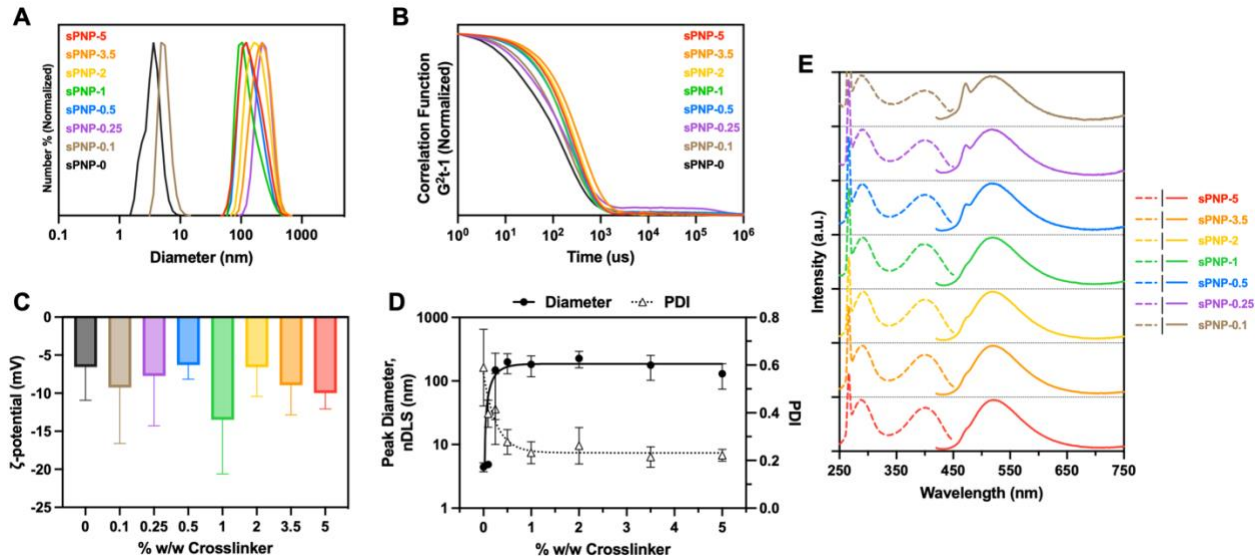 A
Number % (Normalized)
sPNP-5
sPNP-3.5
sPNP-2
sPNP-1
sPNP-0.5
sPNP-0.25
sPNP-0.1
sPNP-0
0.1 1 10 100 1000
Diameter (nm)
B
Correlation Function
G²t-1 (Normalized)
sPNP-5
sPNP-3.5
sPNP-2
sPNP-1
sPNP-0.5
sPNP-0.25
sPNP-0.1
sPNP-0
10⁰ 10¹ 10² 10³ 10⁴ 10⁵ 10⁶
Time (us)
C
ζ-potential (mV)
0
-5
-10
-15
-20
-25
0 0.1 0.25 0.5 1 2 3.5 5
% w/w Crosslinker
D
Diameter PDI
Peak Diameter,
nDLS (nm)
1000
100
10
1
0.8
0.6
0.4
0.2
0.0
PDI
0 1 2 3 4 5
% w/w Crosslinker
E
Intensity (a.u.)
250 350 450 550 650 750
Wavelength (nm)
sPNP-5
sPNP-3.5
sPNP-2
sPNP-1
sPNP-0.5
sPNP-0.25
sPNP-0.1